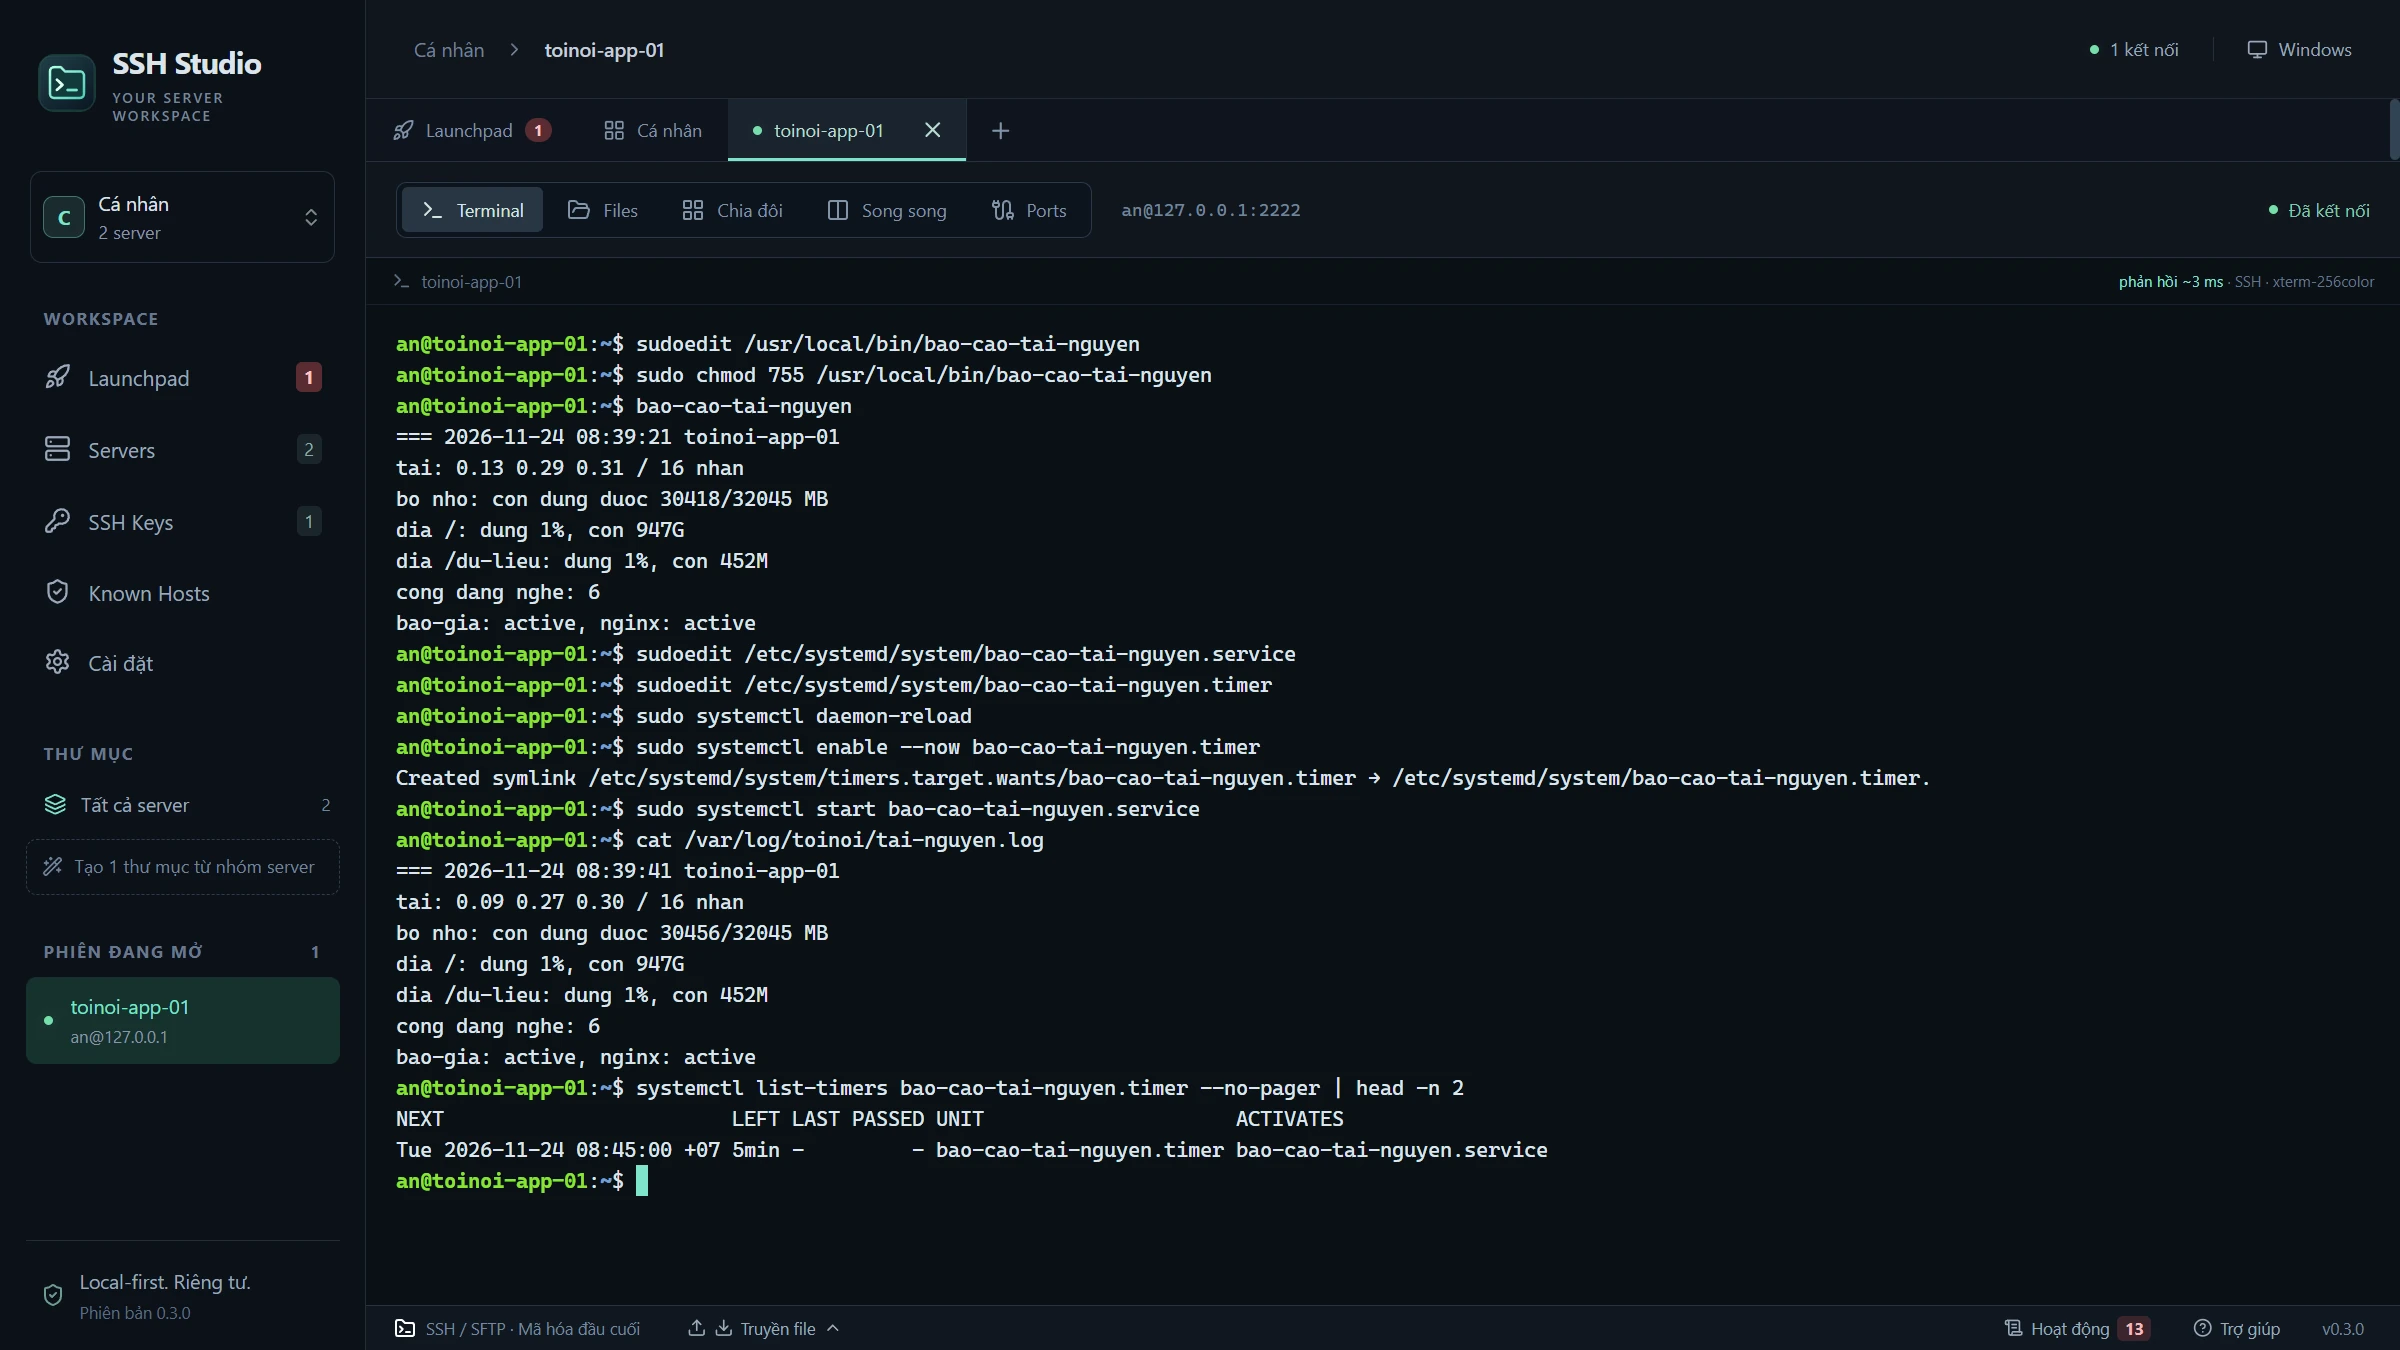 SSH Studio
YOUR SERVER
WORKSPACE
C
Cá nhân
2 server
WORKSPACE
Launchpad 1
Servers 2
SSH Keys 1
Known Hosts
Cài đặt
THƯ MỤC
Tất cả server 2
Tạo 1 thư mục từ nhóm server
PHIÊN ĐANG MỞ 1
toinoi-app-01
an@127.0.0.1
Local-first. Riêng tư.
Phiên bản 0.3.0
Cá nhân > toinoi-app-01
1 kết nối
Windows
Launchpad 1
Cá nhân
toinoi-app-01
Terminal
Files
Chia đôi
Song song
Ports
an@127.0.0.1:2222
Đã kết nối
toinoi-app-01
phản hồi ~3 ms · SSH · xterm-256color
an@toinoi-app-01:~$ sudoedit /usr/local/bin/bao-cao-tai-nguyen
an@toinoi-app-01:~$ sudo chmod 755 /usr/local/bin/bao-cao-tai-nguyen
an@toinoi-app-01:~$ bao-cao-tai-nguyen
=== 2026-11-24 08:39:21 toinoi-app-01
tai: 0.13 0.29 0.31 / 16 nhan
bo nho: con dung duoc 30418/32045 MB
dia /: dung 1%, con 947G
dia /du-lieu: dung 1%, con 452M
cong dang nghe: 6
bao-gia: active, nginx: active
an@toinoi-app-01:~$ sudoedit /etc/systemd/system/bao-cao-tai-nguyen.service
an@toinoi-app-01:~$ sudoedit /etc/systemd/system/bao-cao-tai-nguyen.timer
an@toinoi-app-01:~$ sudo systemctl daemon-reload
an@toinoi-app-01:~$ sudo systemctl enable --now bao-cao-tai-nguyen.timer
Created symlink /etc/systemd/system/timers.target.wants/bao-cao-tai-nguyen.timer → /etc/systemd/system/bao-cao-tai-nguyen.timer.
an@toinoi-app-01:~$ sudo systemctl start bao-cao-tai-nguyen.service
an@toinoi-app-01:~$ cat /var/log/toinoi/tai-nguyen.log
=== 2026-11-24 08:39:41 toinoi-app-01
tai: 0.09 0.27 0.30 / 16 nhan
bo nho: con dung duoc 30456/32045 MB
dia /: dung 1%, con 947G
dia /du-lieu: dung 1%, con 452M
cong dang nghe: 6
bao-gia: active, nginx: active
an@toinoi-app-01:~$ systemctl list-timers bao-cao-tai-nguyen.timer --no-pager | head -n 2
NEXT                        LEFT LAST PASSED UNIT                     ACTIVATES
Tue 2026-11-24 08:45:00 +07 5min -         - bao-cao-tai-nguyen.timer bao-cao-tai-nguyen.service
an@toinoi-app-01:~$
SSH / SFTP · Mã hóa đầu cuối
Truyền file
Hoạt động 13
Trợ giúp
v0.3.0